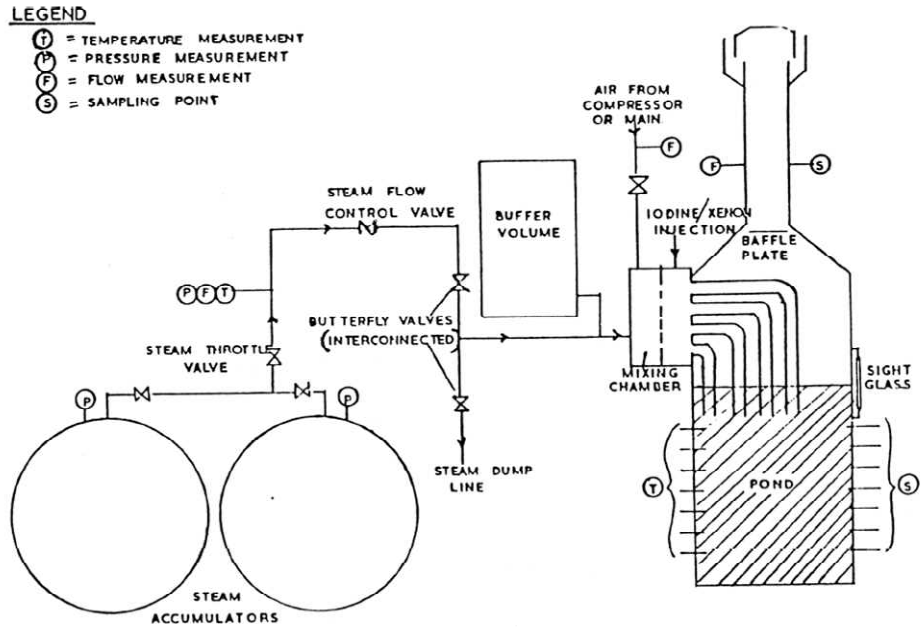 LEGEND
T = TEMPERATURE MEASUREMENT
P = PRESSURE MEASUREMENT
F = FLOW MEASUREMENT
S = SAMPLING POINT
AIR FROM
COMPRESSOR
OR MAIN
F
F
S
STEAM FLOW
CONTROL VALVE
BUFFER
VOLUME
IODINE/XENON
INJECTION
BAFFLE
PLATE
P F T
BUTTERFLY VALVES
(INTERCONNECTED)
STEAM THROTTLE
VALVE
MIXING
CHAMBER
SIGHT
GLASS
P
P
STEAM DUMP
LINE
T
POND
S
STEAM
ACCUMULATORS